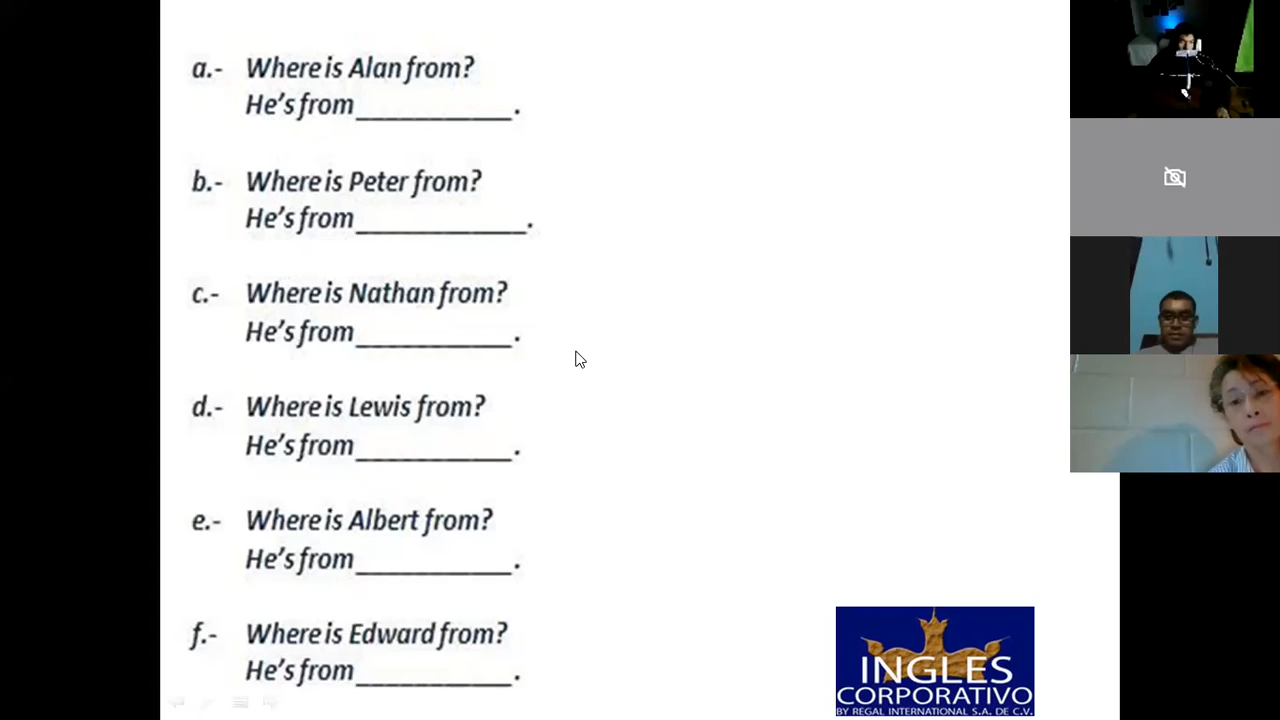 a.- Where is Alan from?
He's from ___________.
b.- Where is Peter from?
He's from ____________.
c.- Where is Nathan from?
He's from ___________.
d.- Where is Lewis from?
He's from ___________.
e.- Where is Albert from?
He's from ___________.
f.- Where is Edward from?
He's from ___________.
INGLES
CORPORATIVO
BY REGAL INTERNATIONAL S.A. DE C.V.